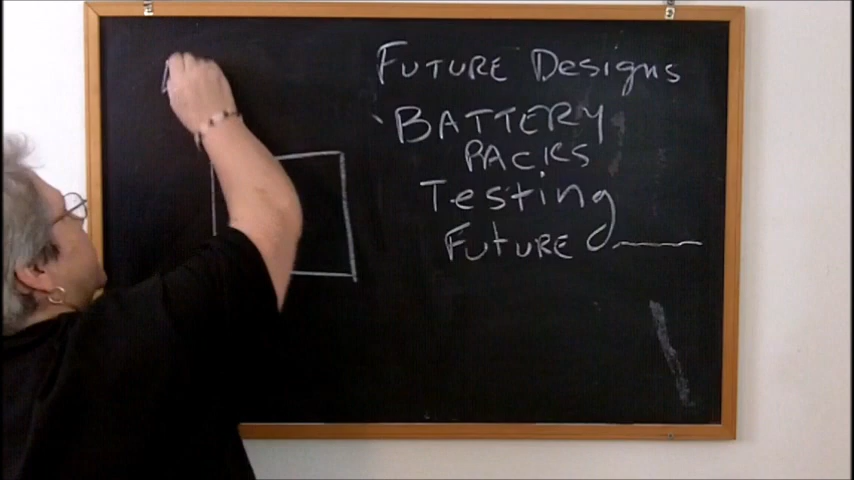 FUTURE Designs
BATTERY
PACKS
Testing
FUTURE